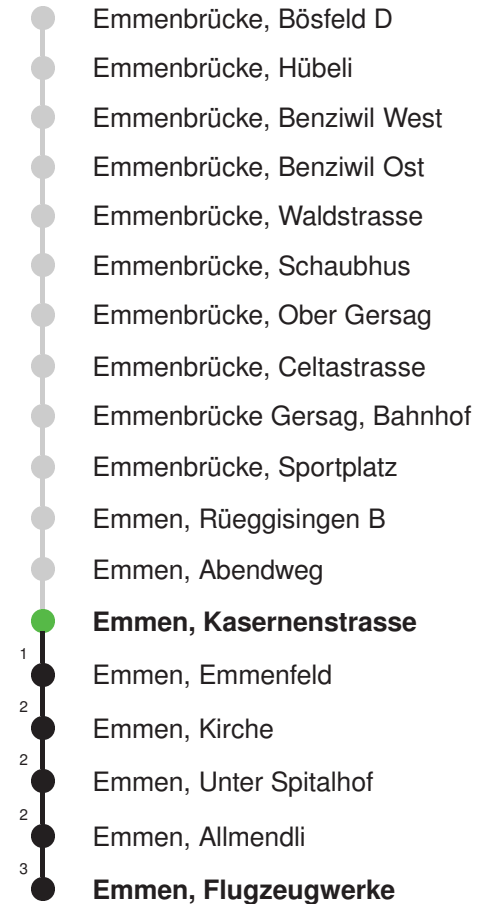 Emmenbrücke, Bösfeld D
Emmenbrücke, Hübeli
Emmenbrücke, Benziwil West
Emmenbrücke, Benziwil Ost
Emmenbrücke, Waldstrasse
Emmenbrücke, Schaubhus
Emmenbrücke, Ober Gersag
Emmenbrücke, Celtastrasse
Emmenbrücke Gersag, Bahnhof
Emmenbrücke, Sportplatz
Emmen, Rüeggisingen B
Emmen, Abendweg
Emmen, Kasernenstrasse
1 Emmen, Emmenfeld
2 Emmen, Kirche
2 Emmen, Unter Spitalhof
2 Emmen, Allmendli
3 Emmen, Flugzeugwerke